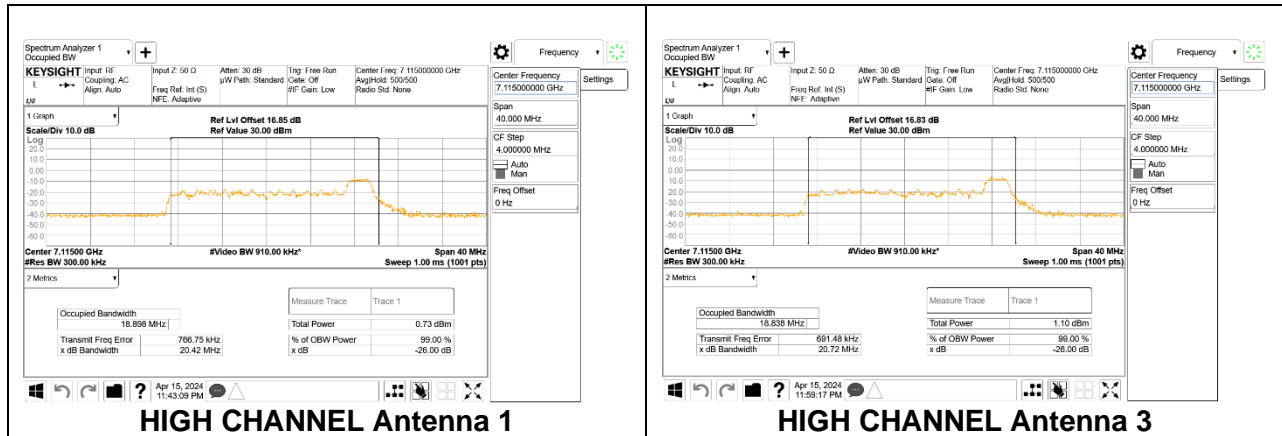 Spectrum Analyzer 1
Occupied BW
Frequency
KEYSIGHT
Input: RF
Coupling: AC
Align: Auto
Input Z: 50 Ω
Freq Ref: Int (S)
NFE: Adaptive
Atten: 30 dB
µW Path: Standard
Trig: Free Run
Gate: Off
#IF Gain: Low
Center Freq: 7.115000000 GHz
Avg|Hold: 500/500
Radio Std: None
Center Frequency
7.115000000 GHz
Settings
Span
40.000 MHz
CF Step
4.000000 MHz
Auto
Man
Freq Offset
0 Hz
1 Graph
Scale/Div 10.0 dB
Ref Lvl Offset 16.85 dB
Ref Value 30.00 dBm
Log
20.0
10.0
0.00
-10.0
-20.0
-30.0
-40.0
-50.0
-60.0
Center 7.11500 GHz
#Video BW 910.00 kHz*
Span 40 MHz
#Res BW 300.00 kHz
Sweep 1.00 ms (1001 pts)
2 Metrics
Measure Trace
Trace 1
Occupied Bandwidth
18.898 MHz
Total Power
0.73 dBm
Transmit Freq Error
766.75 kHz
% of OBW Power
99.00 %
x dB Bandwidth
20.42 MHz
x dB
-26.00 dB
Apr 15, 2024
11:43:09 PM
HIGH CHANNEL Antenna 1
Spectrum Analyzer 1
Occupied BW
Frequency
KEYSIGHT
Input: RF
Coupling: AC
Align: Auto
Input Z: 50 Ω
Freq Ref: Int (S)
NFE: Adaptive
Atten: 30 dB
µW Path: Standard
Trig: Free Run
Gate: Off
#IF Gain: Low
Center Freq: 7.115000000 GHz
Avg|Hold: 500/500
Radio Std: None
Center Frequency
7.115000000 GHz
Settings
Span
40.000 MHz
CF Step
4.000000 MHz
Auto
Man
Freq Offset
0 Hz
1 Graph
Scale/Div 10.0 dB
Ref Lvl Offset 16.83 dB
Ref Value 30.00 dBm
Log
20.0
10.0
0.00
-10.0
-20.0
-30.0
-40.0
-50.0
-60.0
Center 7.11500 GHz
#Video BW 910.00 kHz*
Span 40 MHz
#Res BW 300.00 kHz
Sweep 1.00 ms (1001 pts)
2 Metrics
Measure Trace
Trace 1
Occupied Bandwidth
18.838 MHz
Total Power
1.10 dBm
Transmit Freq Error
691.48 kHz
% of OBW Power
99.00 %
x dB Bandwidth
20.72 MHz
x dB
-26.00 dB
Apr 15, 2024
11:59:17 PM
HIGH CHANNEL Antenna 3